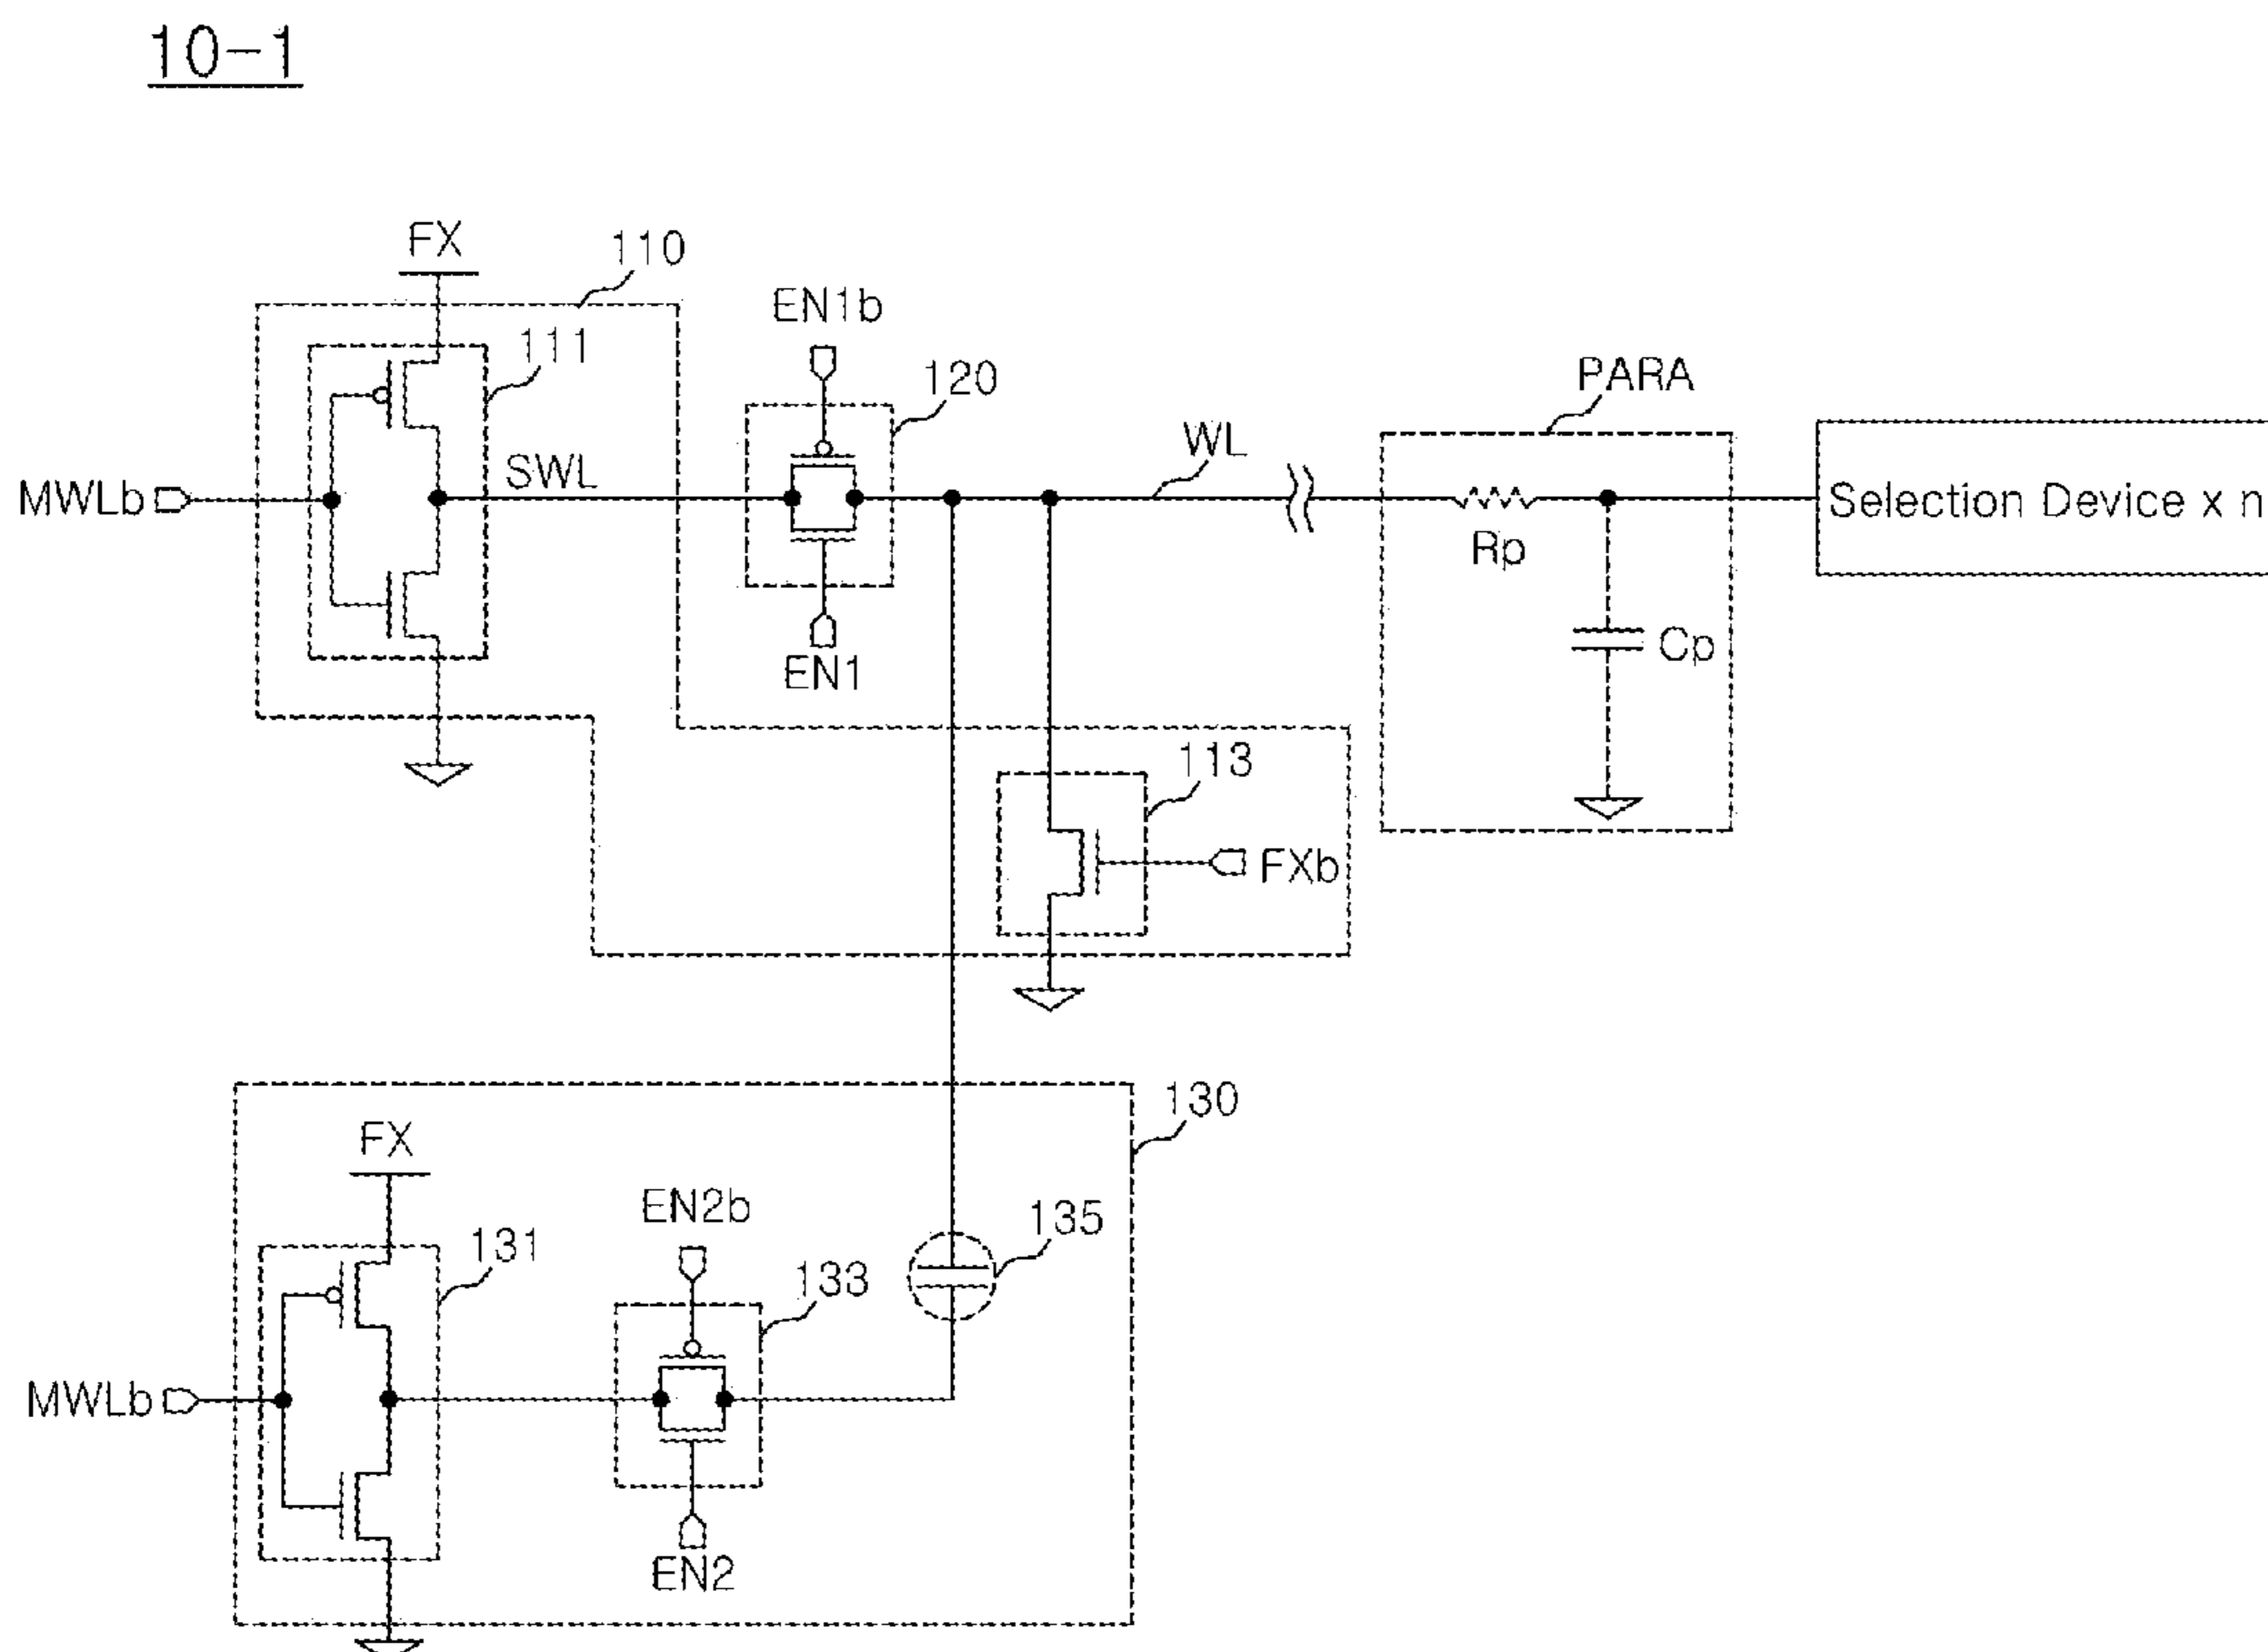 10-1
FX
110
EN1b
111
120
PARA
SWL
WL
MWLb
Selection Device x n
Rp
EN1
Cp
113
FXb
130
FX
EN2b
135
131
133
MWLb
EN2